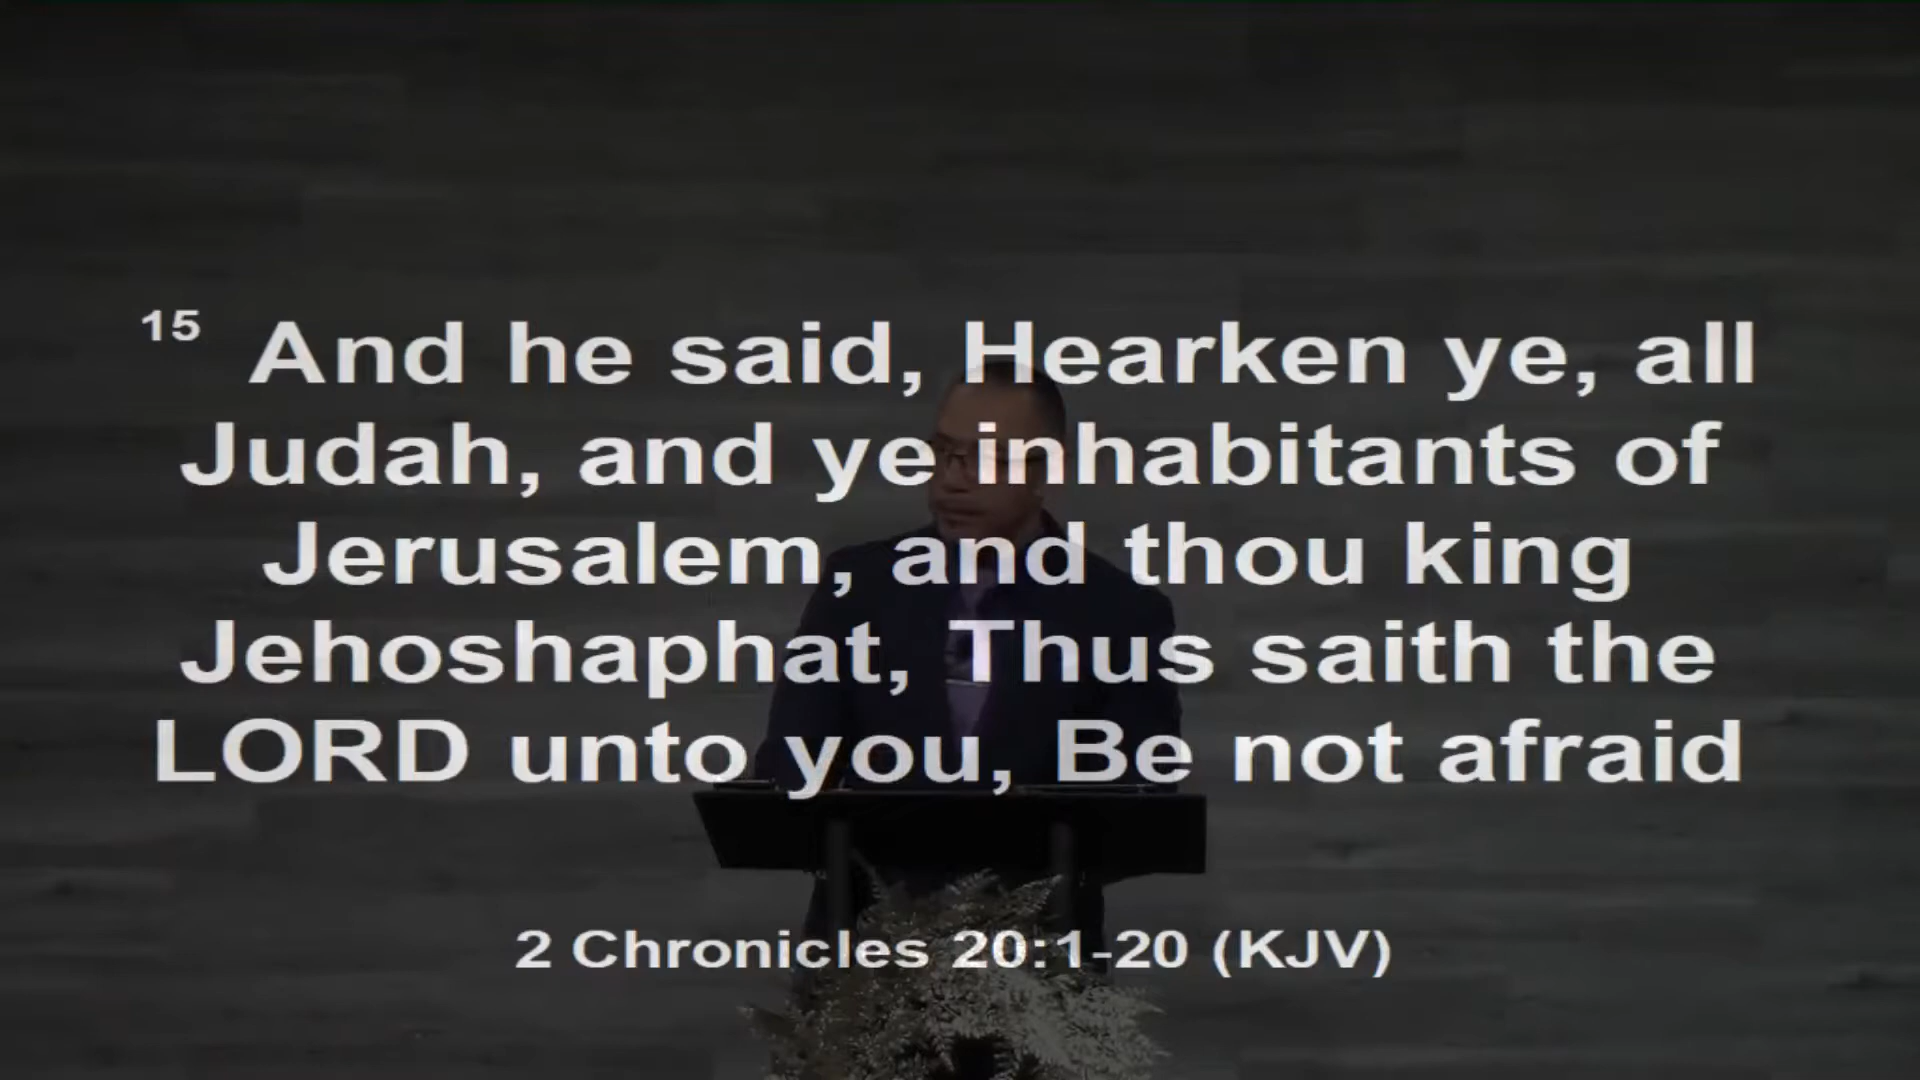 15 And he said, Hearken ye, all
Judah, and ye inhabitants of
Jerusalem, and thou king
Jehoshaphat, Thus saith the
LORD unto you, Be not afraid
2 Chronicles 20:1-20 (KJV)